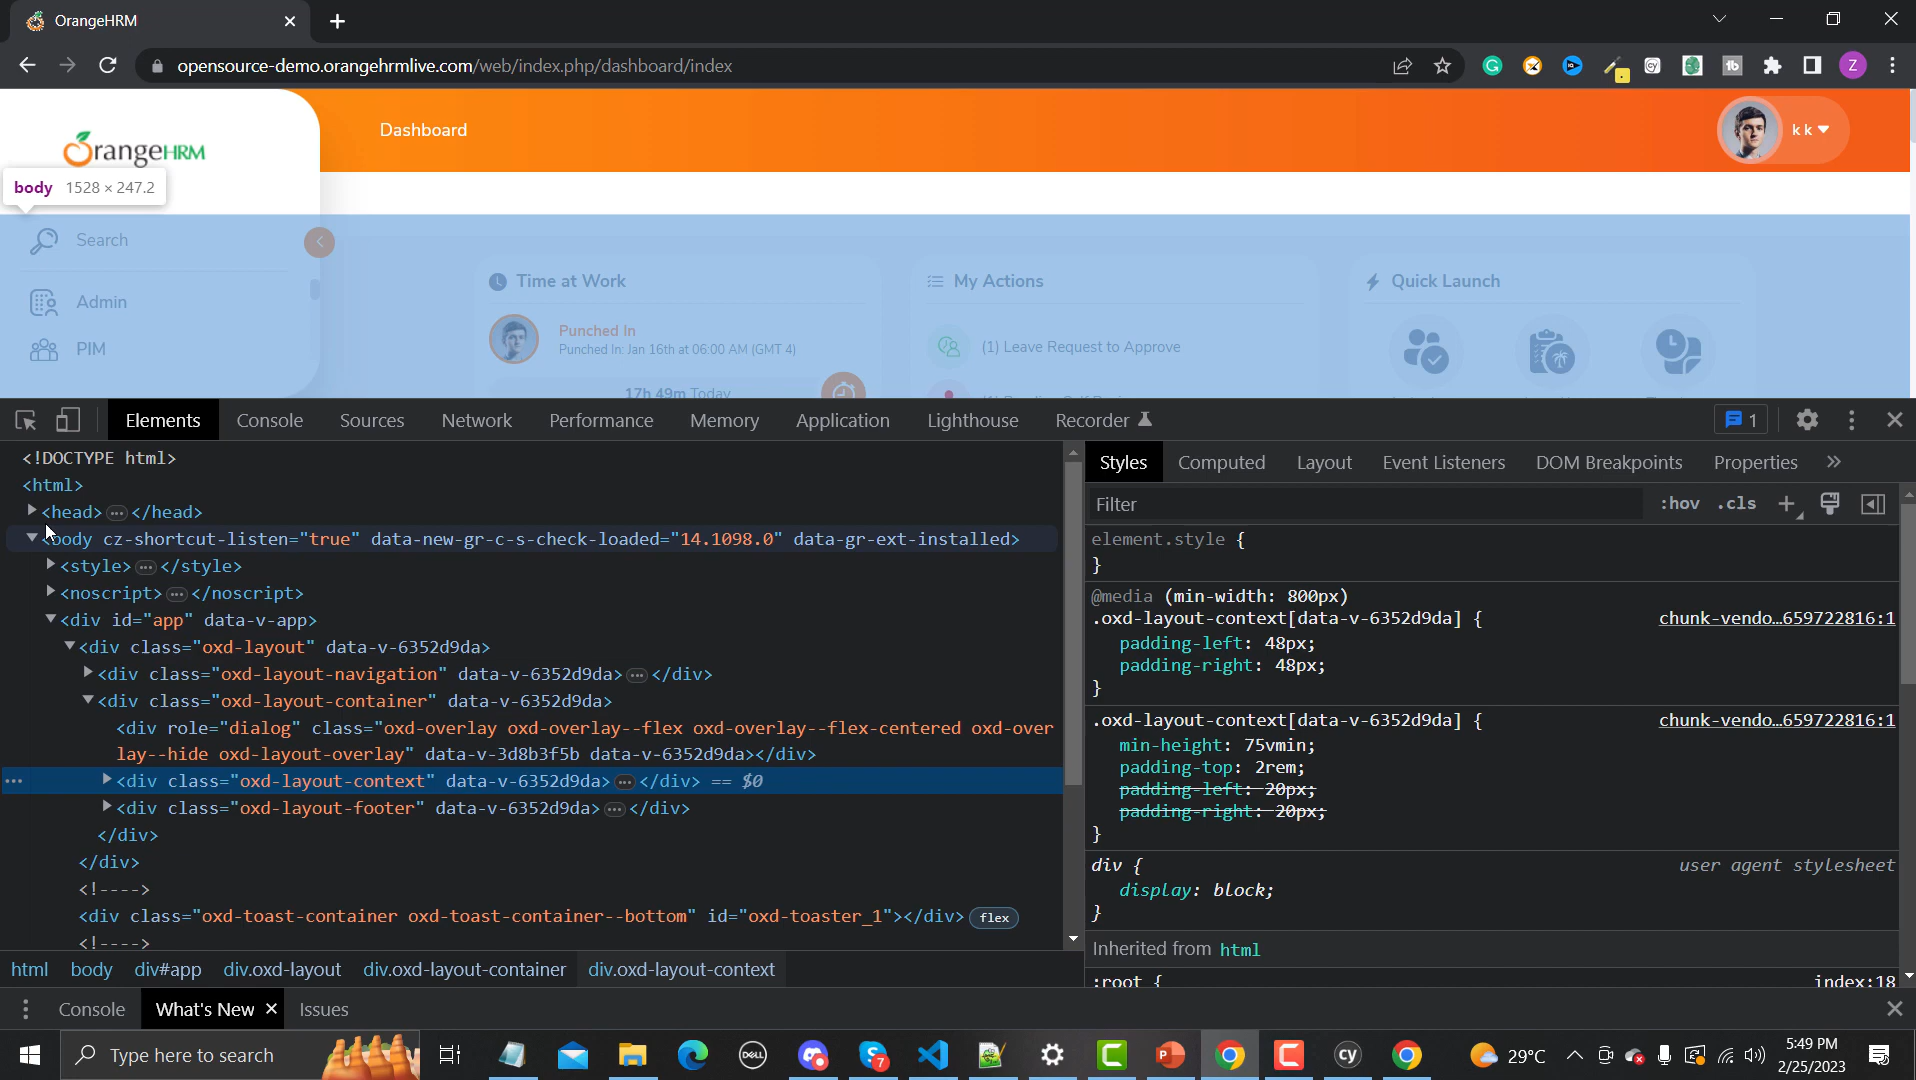 OrangeHRM
opensource-demo.orangehrmlive.com/web/index.php/dashboard/index
Z
OrangeHRM
Dashboard
k k
body 1528 × 247.2
Search
Admin
PIM
Time at Work
Punched In
Punched In: Jan 16th at 06:00 AM (GMT 4)
17h 49m Today
My Actions
(1) Leave Request to Approve
Quick Launch
Elements Console Sources Network Performance Memory Application Lighthouse Recorder 1
<!DOCTYPE html>
<html>
<head> … </head>
<body cz-shortcut-listen="true" data-new-gr-c-s-check-loaded="14.1098.0" data-gr-ext-installed>
<style> … </style>
<noscript> … </noscript>
<div id="app" data-v-app>
<div class="oxd-layout" data-v-6352d9da>
<div class="oxd-layout-navigation" data-v-6352d9da> … </div>
<div class="oxd-layout-container" data-v-6352d9da>
<div role="dialog" class="oxd-overlay oxd-overlay--flex oxd-overlay--flex-centered oxd-over
lay--hide oxd-layout-overlay" data-v-3d8b3f5b data-v-6352d9da></div>
<div class="oxd-layout-context" data-v-6352d9da> … </div> == $0
<div class="oxd-layout-footer" data-v-6352d9da> … </div>
</div>
</div>
<!---->
<div class="oxd-toast-container oxd-toast-container--bottom" id="oxd-toaster_1"></div> flex
<!---->
html body div#app div.oxd-layout div.oxd-layout-container div.oxd-layout-context
Styles Computed Layout Event Listeners DOM Breakpoints Properties »
Filter :hov .cls
element.style {
}
@media (min-width: 800px)
.oxd-layout-context[data-v-6352d9da] { chunk-vendo…659722816:1
padding-left: 48px;
padding-right: 48px;
}
.oxd-layout-context[data-v-6352d9da] { chunk-vendo…659722816:1
min-height: 75vmin;
padding-top: 2rem;
padding-left: 20px;
padding-right: 20px;
}
div { user agent stylesheet
display: block;
}
Inherited from html
:root { index:18
Console What's New Issues
Type here to search
DELL
7
cy
29°C
5:49 PM
2/25/2023